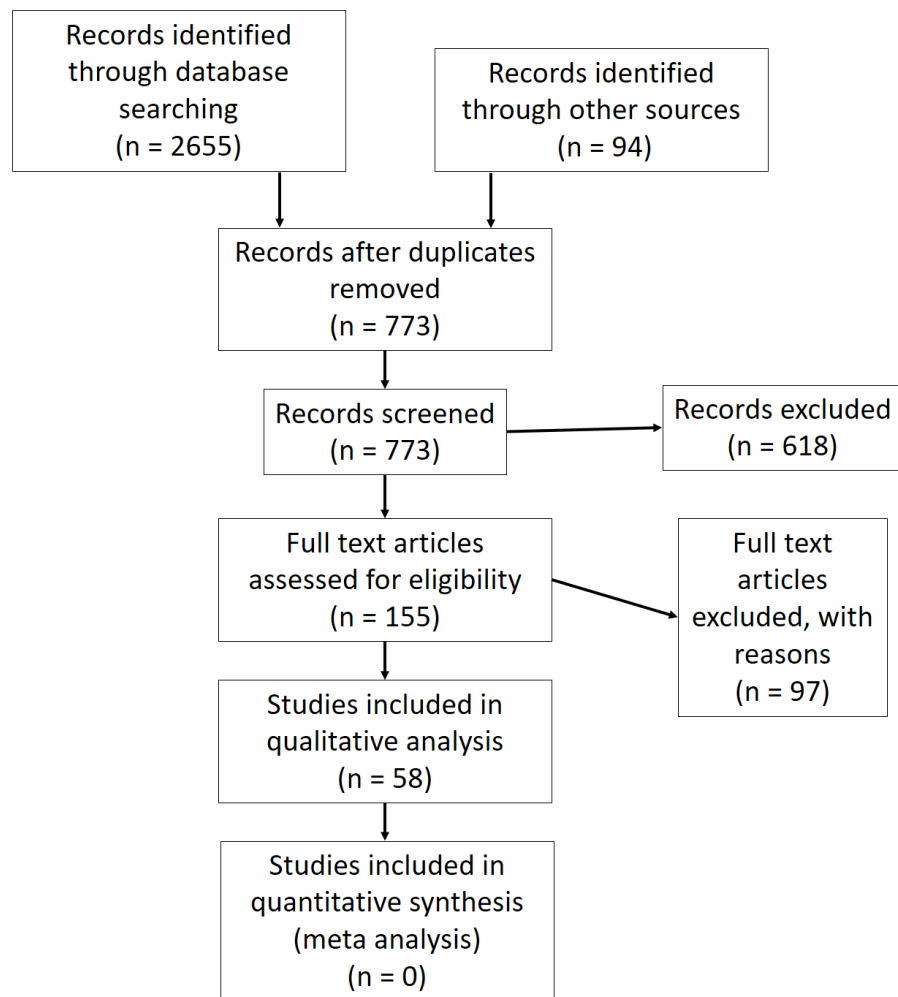 Records identified
through database
searching
(n = 2655)
Records identified
through other sources
(n = 94)
Records after duplicates
removed
(n = 773)
Records screened
(n = 773)
Records excluded
(n = 618)
Full text articles
assessed for eligibility
(n = 155)
Full text
articles
excluded, with
reasons
(n = 97)
Studies included in
qualitative analysis
(n = 58)
Studies included in
quantitative synthesis
(meta analysis)
(n = 0)